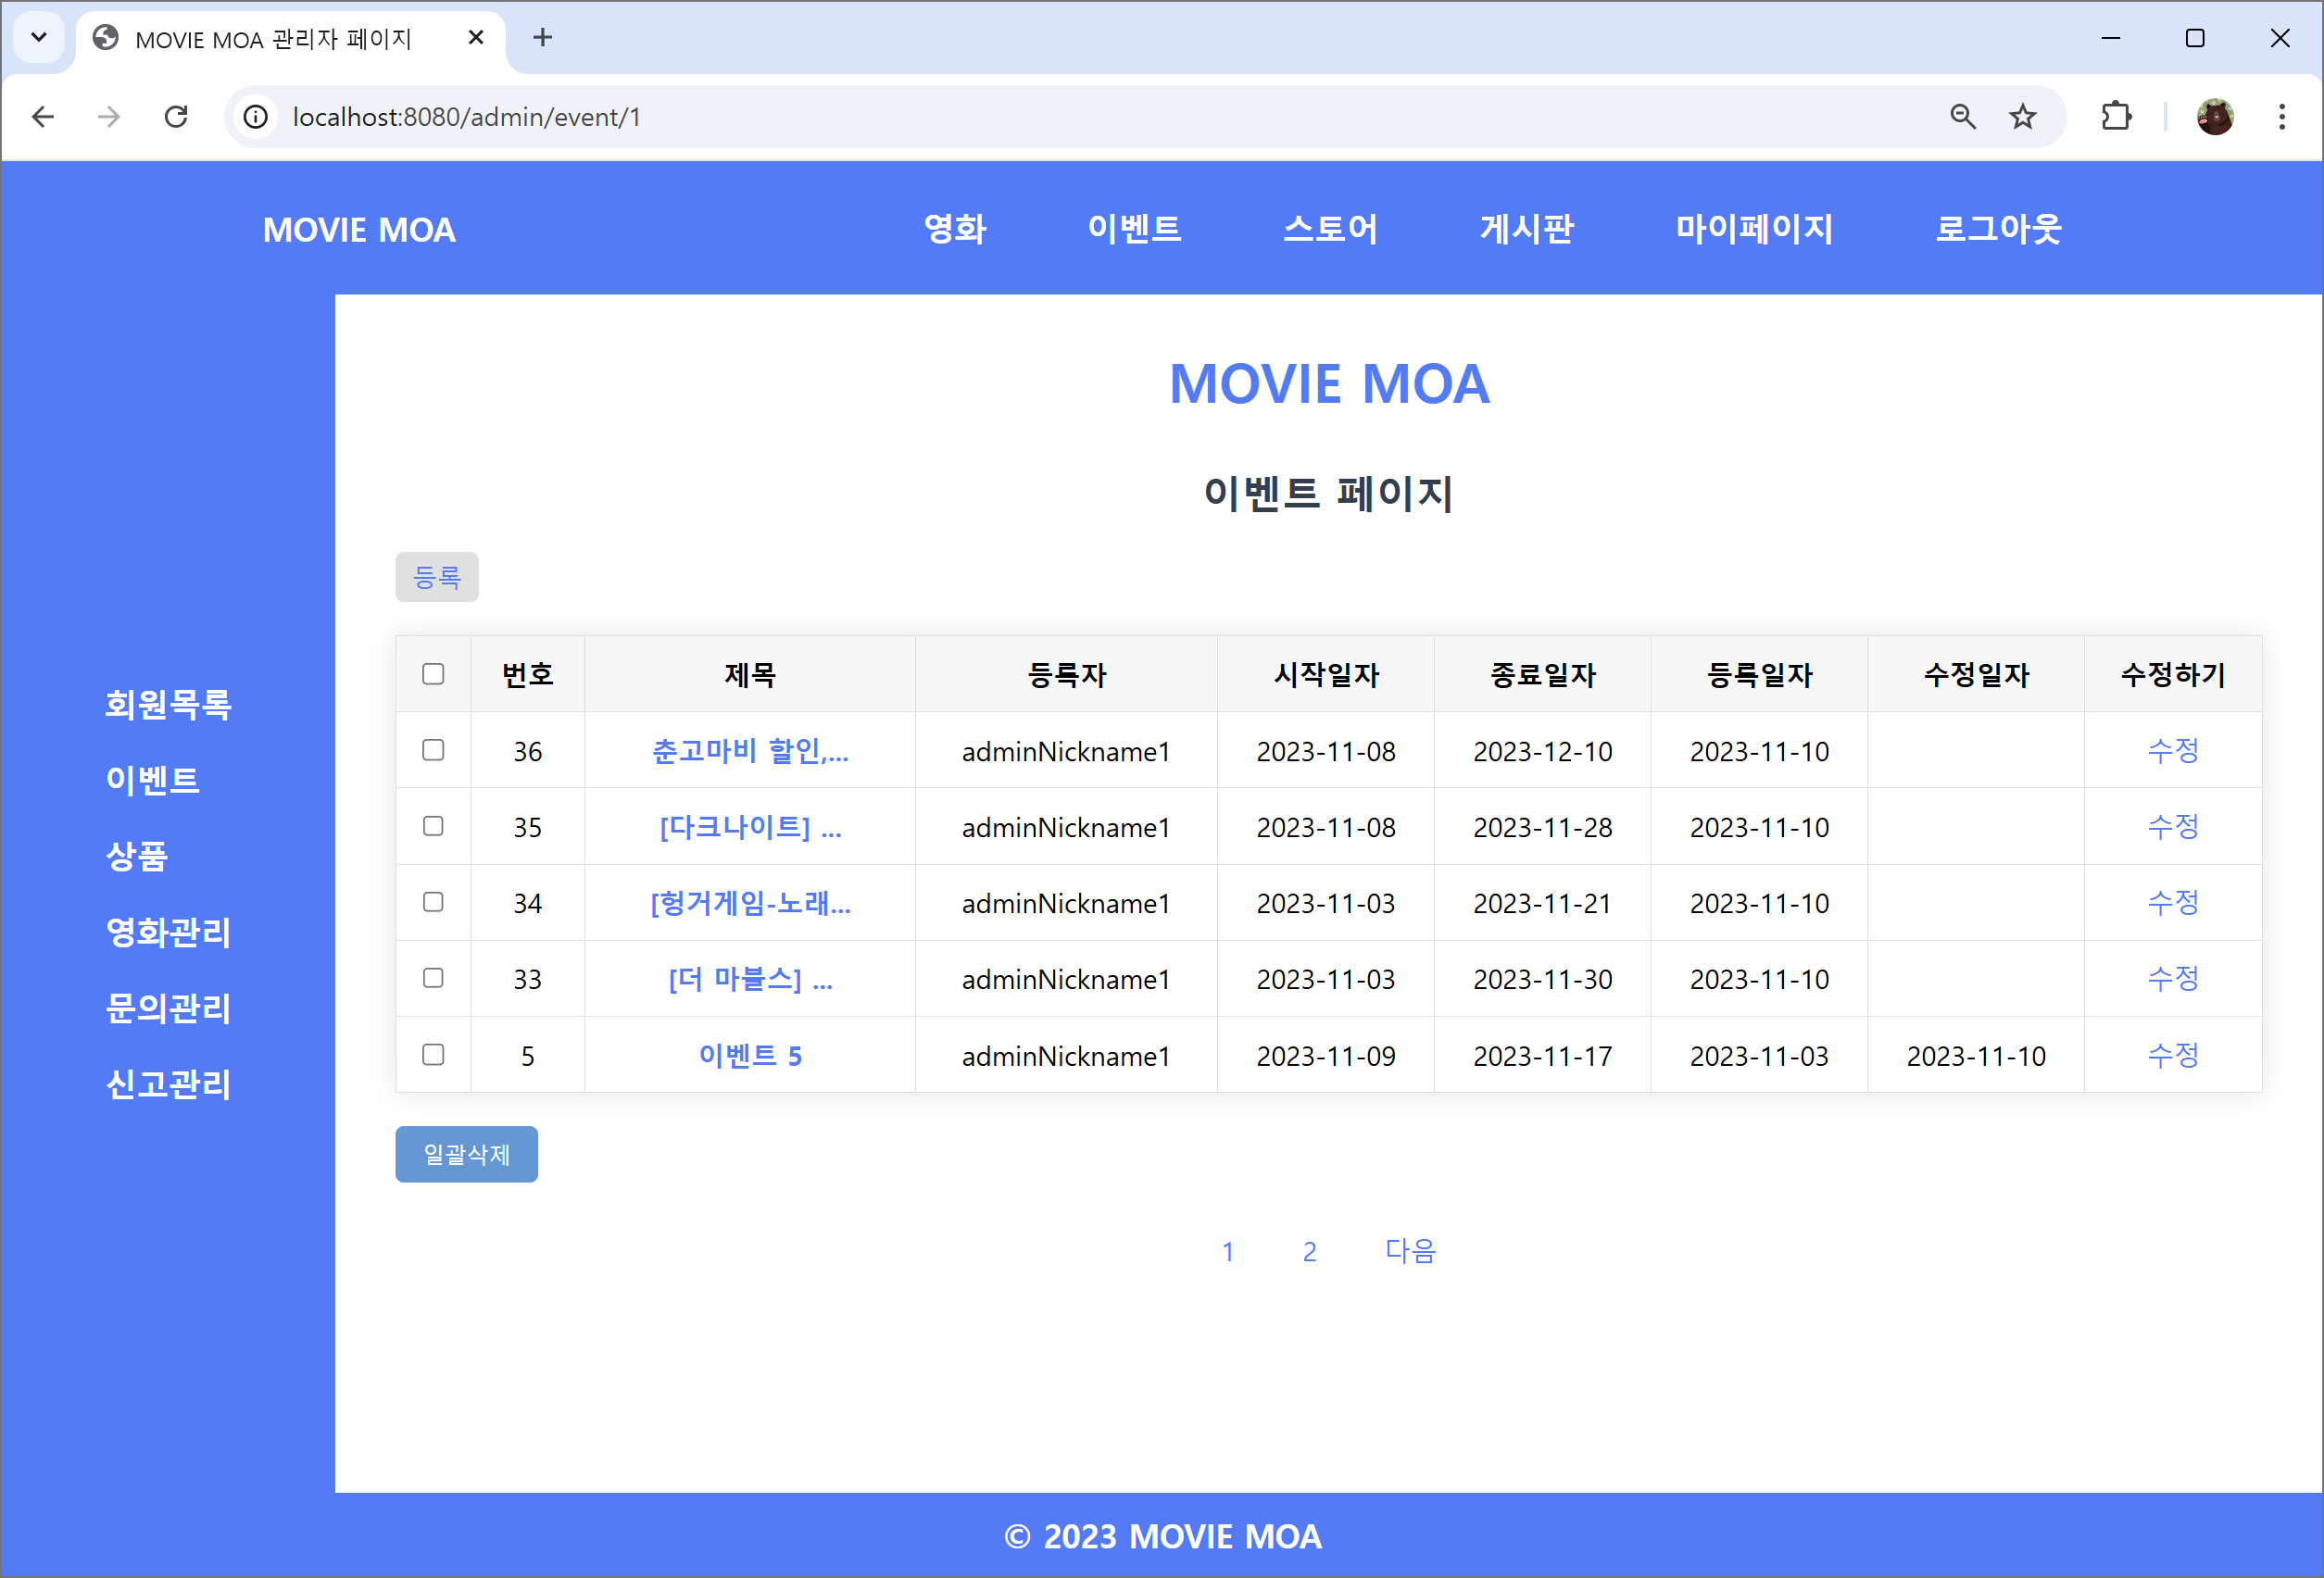 MOVIE MOA 관리자 페이지
localhost:8080/admin/event/1
MOVIE MOA 영화 이벤트 스토어 게시판 마이페이지 로그아웃
회원목록
이벤트
상품
영화관리
문의관리
신고관리
MOVIE MOA
이벤트 페이지
등록
번호 제목 등록자 시작일자 종료일자 등록일자 수정일자 수정하기
36 춘고마비 할인,... adminNickname1 2023-11-08 2023-12-10 2023-11-10 수정
35 [다크나이트] ... adminNickname1 2023-11-08 2023-11-28 2023-11-10 수정
34 [헝거게임-노래... adminNickname1 2023-11-03 2023-11-21 2023-11-10 수정
33 [더 마블스] ... adminNickname1 2023-11-03 2023-11-30 2023-11-10 수정
5 이벤트 5 adminNickname1 2023-11-09 2023-11-17 2023-11-03 2023-11-10 수정
일괄삭제
1 2 다음
© 2023 MOVIE MOA